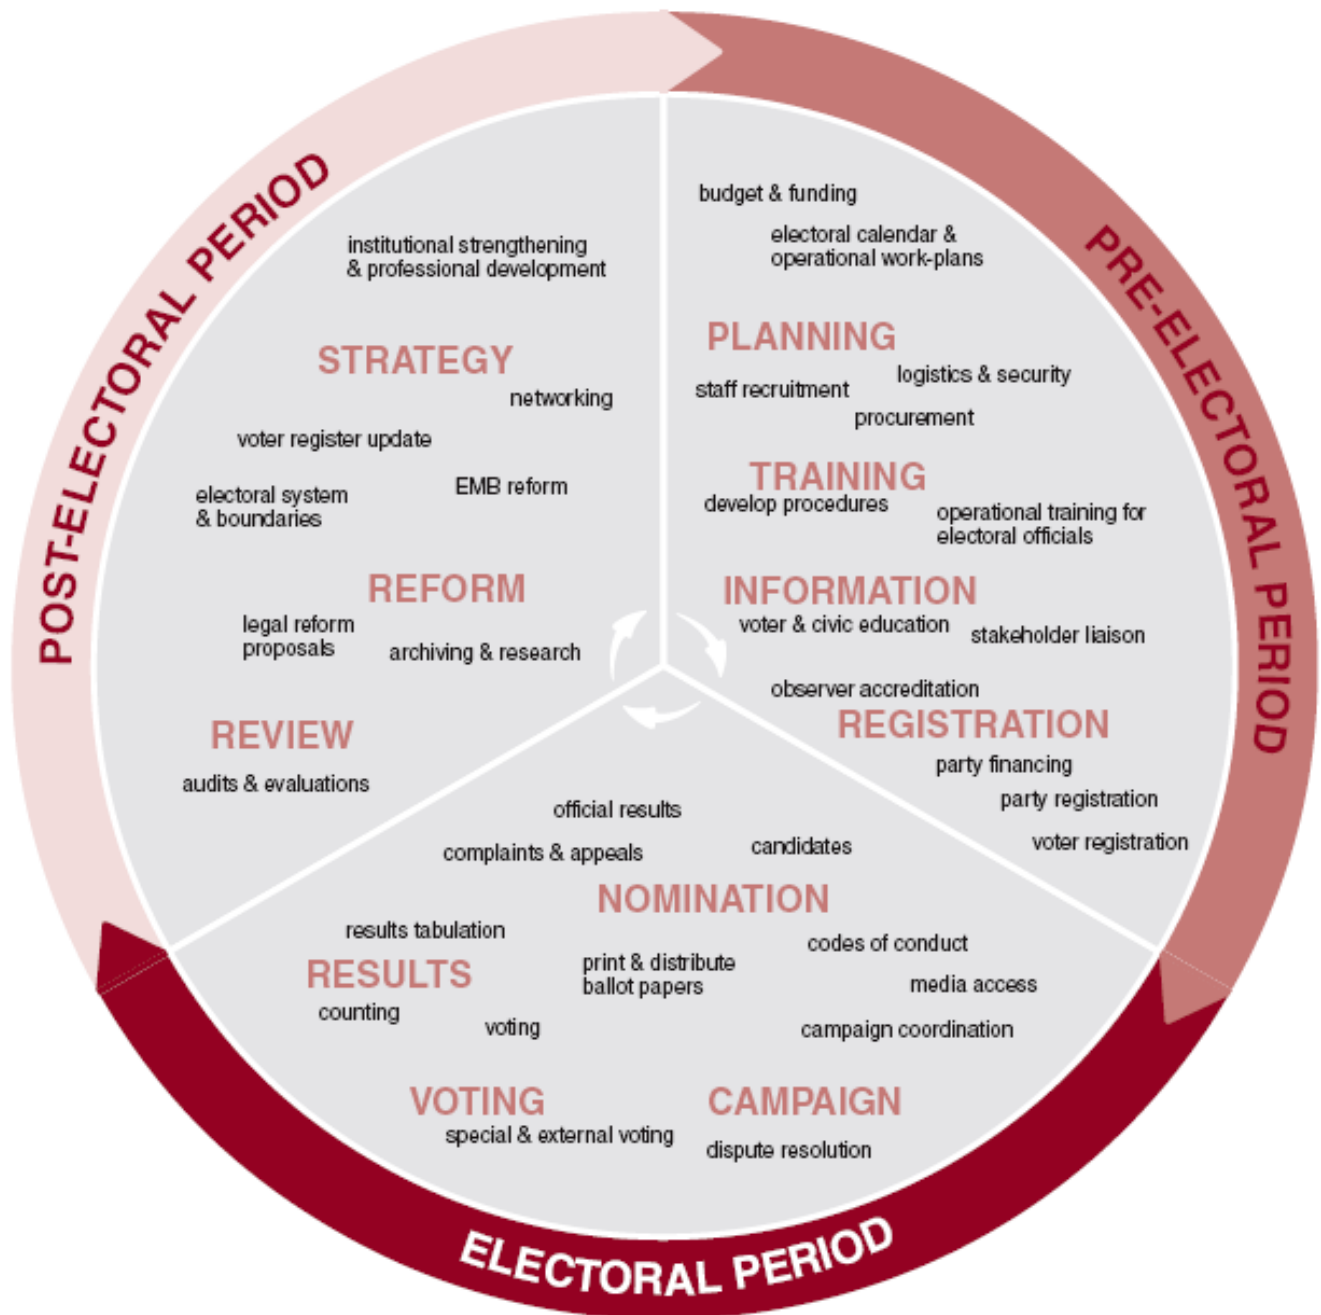 POST-ELECTORAL PERIOD
institutional strengthening
& professional development
STRATEGY
networking
voter register update
EMB reform
electoral system
& boundaries
REFORM
legal reform
proposals
archiving & research
REVIEW
audits & evaluations
PRE-ELECTORAL PERIOD
budget & funding
electoral calendar &
operational work-plans
PLANNING
logistics & security
staff recruitment
procurement
TRAINING
develop procedures
operational training for
electoral officials
INFORMATION
voter & civic education
stakeholder liaison
observer accreditation
REGISTRATION
party financing
party registration
voter registration
official results
complaints & appeals
candidates
NOMINATION
results tabulation
codes of conduct
RESULTS
print & distribute
ballot papers
media access
counting
voting
campaign coordination
VOTING
CAMPAIGN
special & external voting
dispute resolution
ELECTORAL PERIOD